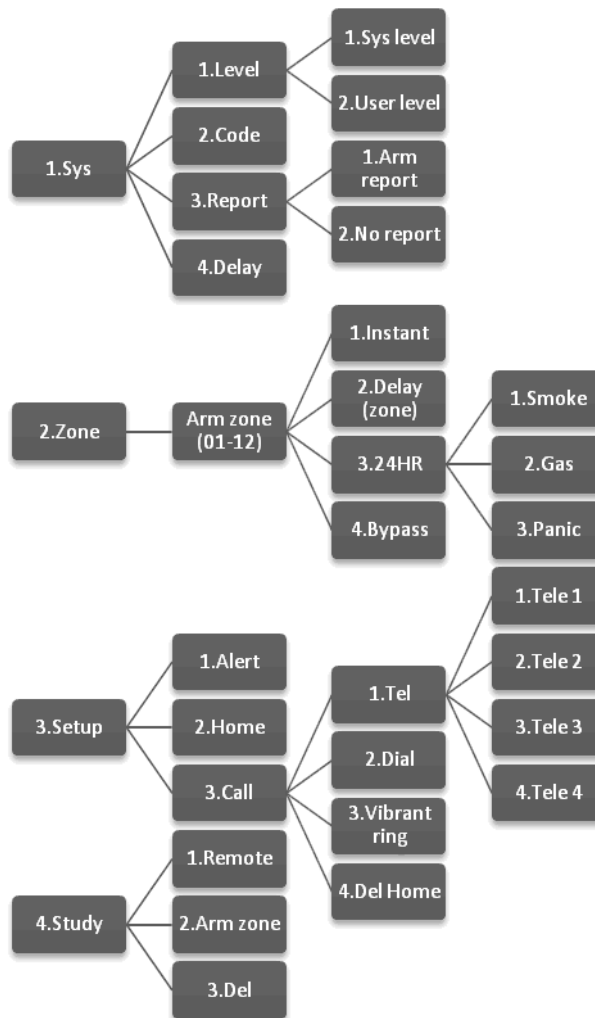 1.Sys
1.Level
1.Sys level
2.User level
2.Code
3.Report
1.Arm
report
2.No report
4.Delay
2.Zone
Arm zone
(01-12)
1.Instant
2.Delay
(zone)
3.24HR
1.Smoke
2.Gas
3.Panic
4.Bypass
3.Setup
1.Alert
2.Home
3.Call
1.Tel
1.Tele 1
2.Tele 2
3.Tele 3
4.Tele 4
2.Dial
3.Vibrant
ring
4.Del Home
4.Study
1.Remote
2.Arm zone
3.Del